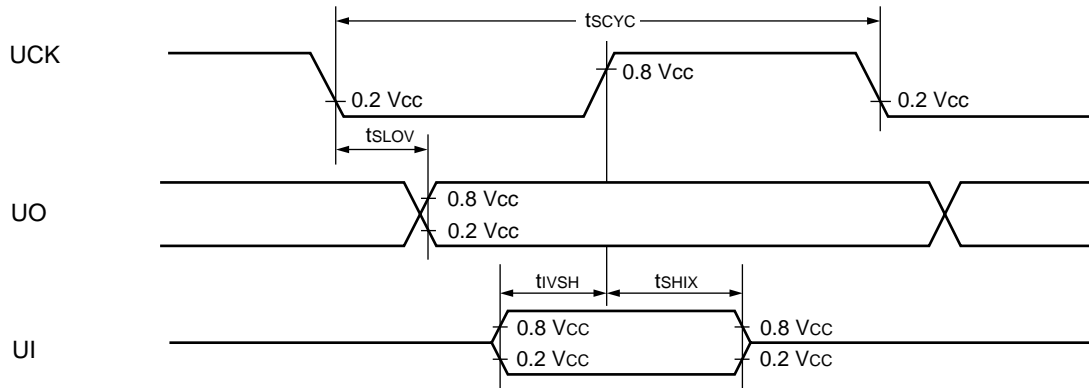 tSCYC
UCK
0.8 VCC
0.2 VCC
0.2 VCC
tSLOV
UO
0.8 VCC
0.2 VCC
tIVSH
tSHIX
UI
0.8 VCC
0.8 VCC
0.2 VCC
0.2 VCC